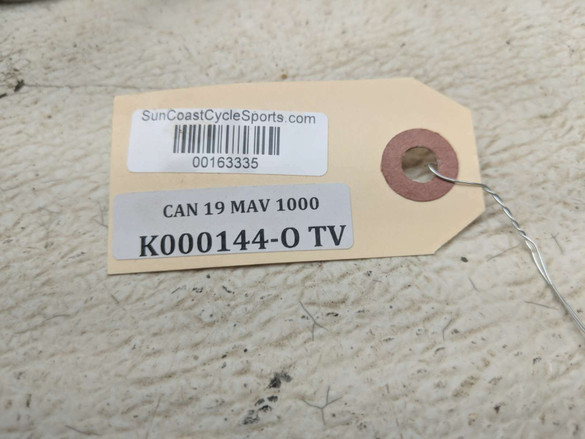 SunCoastCycleSports.com
00163335
CAN 19 MAV 1000
K000144-O TV